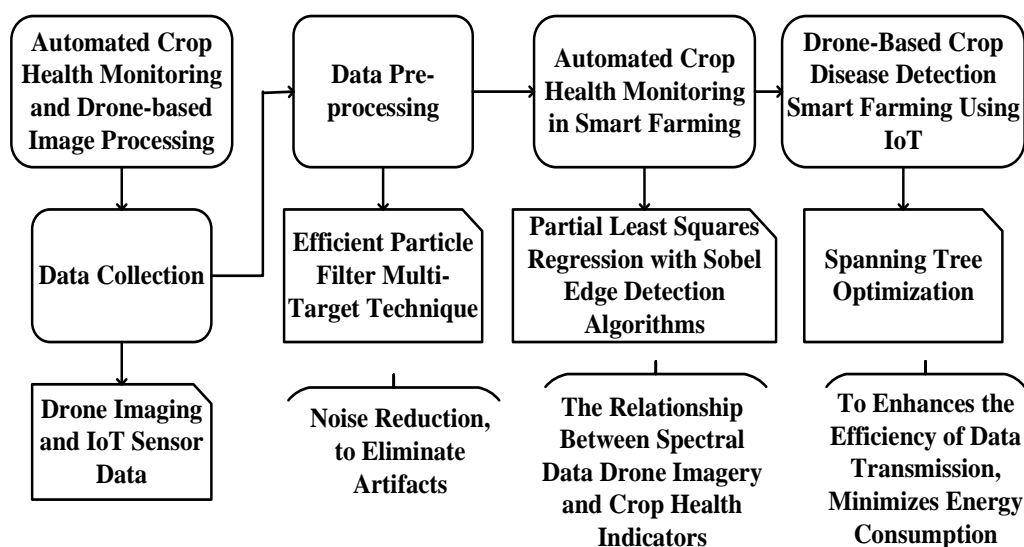 Automated Crop
Health Monitoring
and Drone-based
Image Processing
Data Collection
Drone Imaging
and IoT Sensor
Data
Data Pre-
processing
Efficient Particle
Filter Multi-
Target Technique
Noise Reduction,
to Eliminate
Artifacts
Automated Crop
Health Monitoring
in Smart Farming
Partial Least Squares
Regression with Sobel
Edge Detection
Algorithms
The Relationship
Between Spectral
Data Drone Imagery
and Crop Health
Indicators
Drone-Based Crop
Disease Detection
Smart Farming Using
IoT
Spanning Tree
Optimization
To Enhances the
Efficiency of Data
Transmission,
Minimizes Energy
Consumption